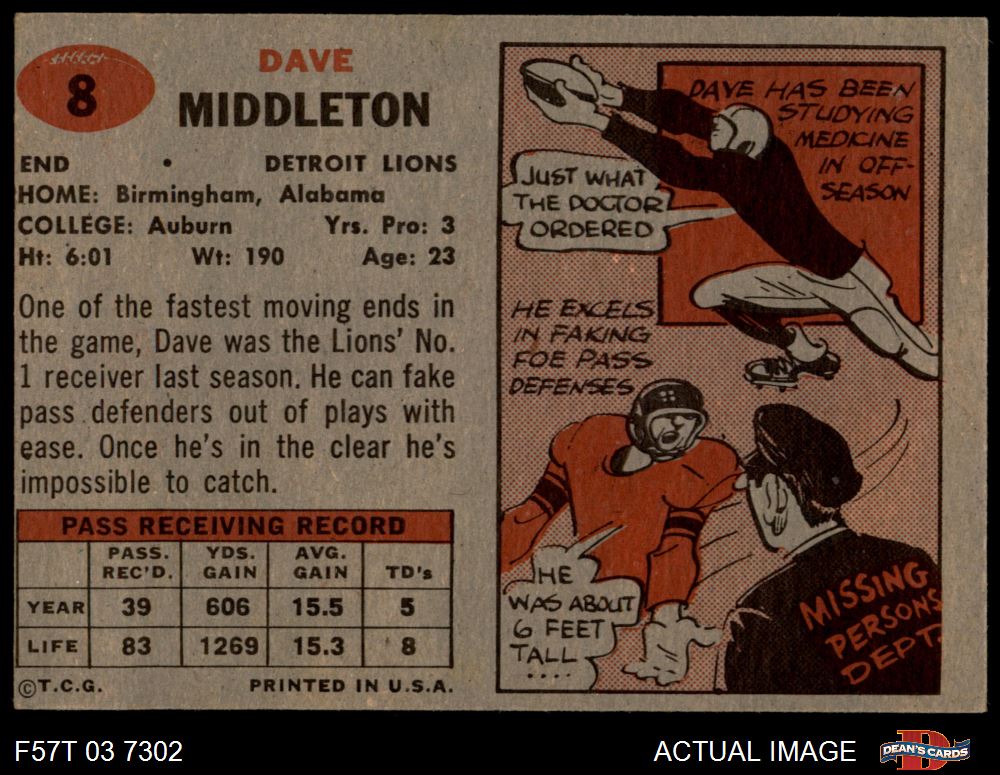 8
DAVE
MIDDLETON
END • DETROIT LIONS
HOME: Birmingham, Alabama
COLLEGE: Auburn Yrs. Pro: 3
Ht: 6:01 Wt: 190 Age: 23
One of the fastest moving ends in
the game, Dave was the Lions' No.
1 receiver last season. He can fake
pass defenders out of plays with
ease. Once he's in the clear he's
impossible to catch.
PASS RECEIVING RECORD
PASS. REC'D. YDS. GAIN AVG. GAIN TD's
YEAR 39 606 15.5 5
LIFE 83 1269 15.3 8
©T.C.G. PRINTED IN U.S.A.
DAVE HAS BEEN
STUDYING
MEDICINE
IN OFF-
SEASON
JUST WHAT
THE DOCTOR
ORDERED
HE EXCELS
IN FAKING
FOE PASS
DEFENSES
HE
WAS ABOUT
6 FEET
TALL
....
MISSING
PERSONS
DEPT.
F57T 03 7302
ACTUAL IMAGE
DEAN'S CARDS